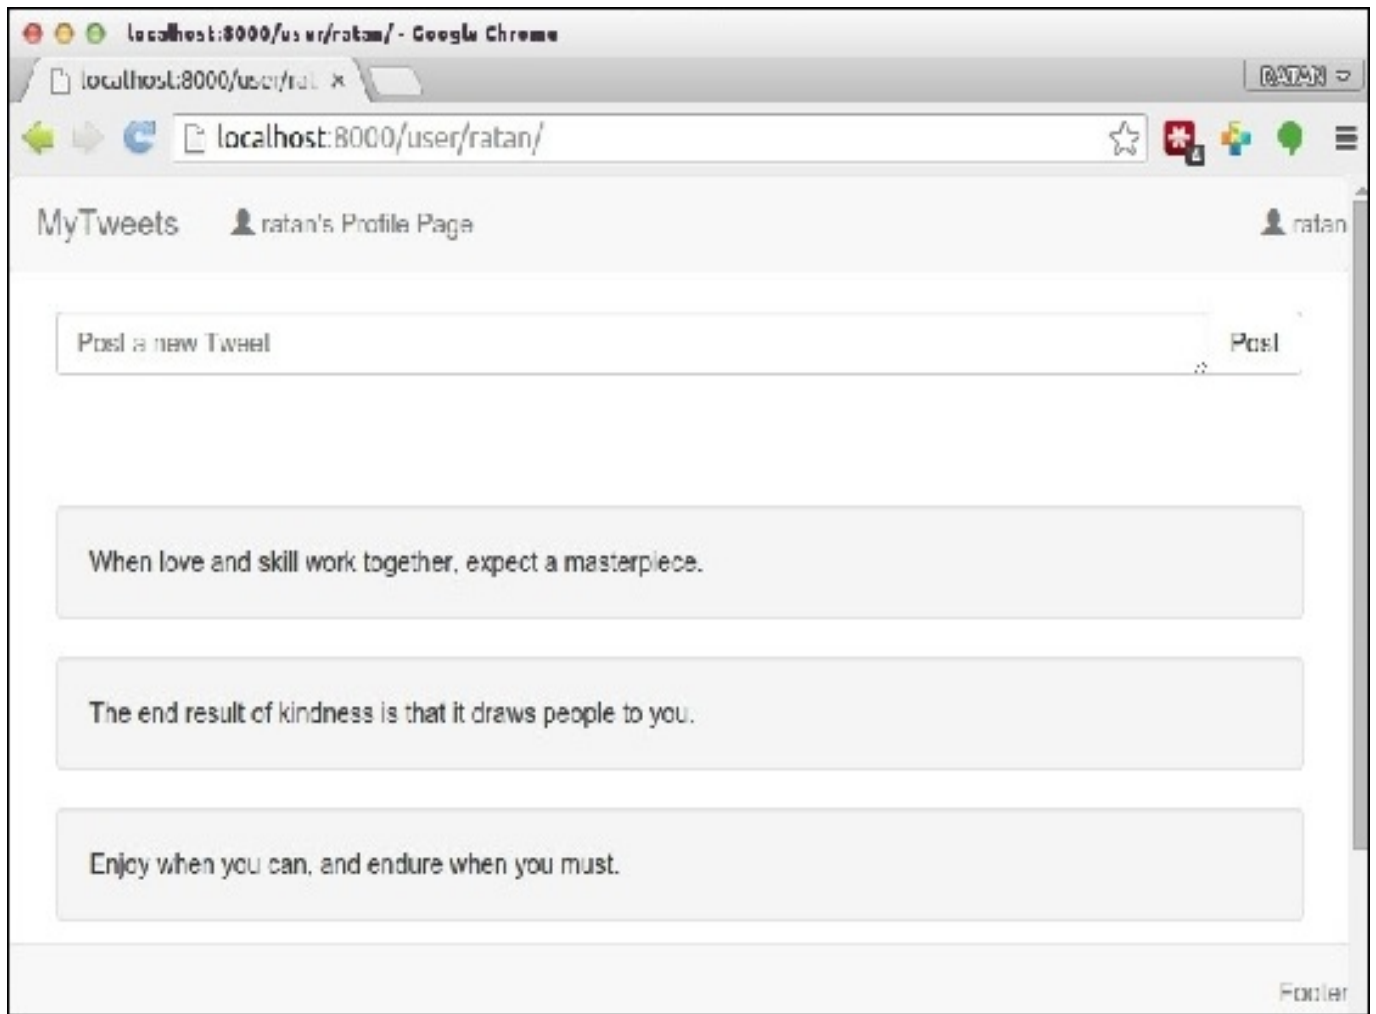 localhost:8000/user/ratan/ - Google Chrome
localhost:8000/user/rat
RATAN
localhost:8000/user/ratan/
MyTweets ratan's Profile Page ratan
Post a new Tweet Post
When love and skill work together, expect a masterpiece.
The end result of kindness is that it draws people to you.
Enjoy when you can, and endure when you must.
Footer